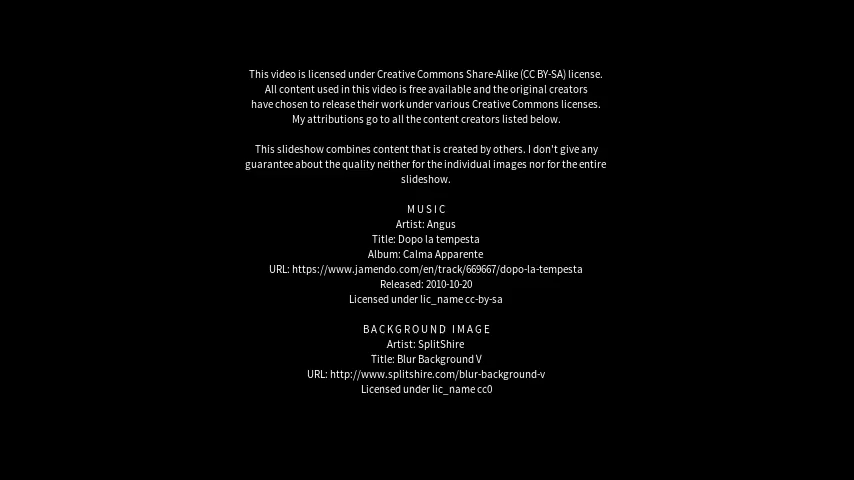 This video is licensed under Creative Commons Share-Alike (CC BY-SA) license.
All content used in this video is free available and the original creators
have chosen to release their work under various Creative Commons licenses.
My attributions go to all the content creators listed below.
This slideshow combines content that is created by others. I don't give any
guarantee about the quality neither for the individual images nor for the entire
slideshow.
MUSIC
Artist: Angus
Title: Dopo la tempesta
Album: Calma Apparente
URL: https://www.jamendo.com/en/track/669667/dopo-la-tempesta
Released: 2010-10-20
Licensed under lic_name cc-by-sa
BACKGROUND IMAGE
Artist: SplitShire
Title: Blur Background V
URL: http://www.splitshire.com/blur-background-v
Licensed under lic_name cc0